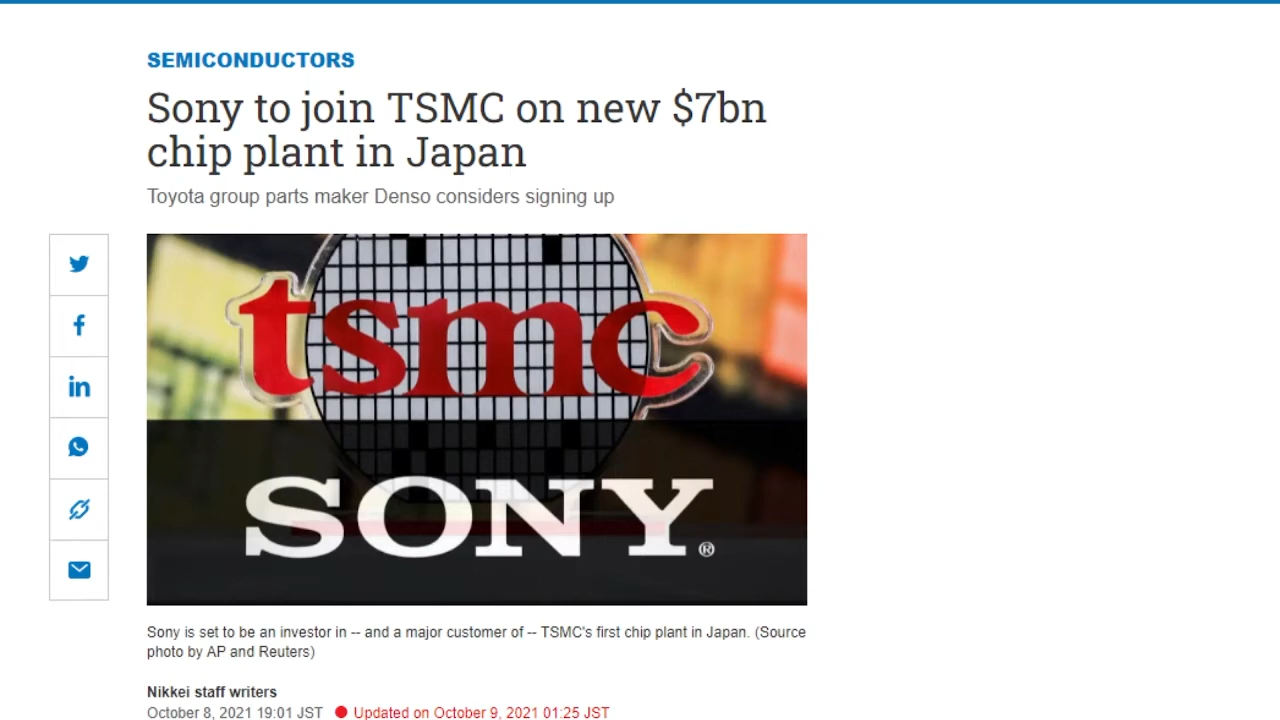 SEMICONDUCTORS
Sony to join TSMC on new $7bn
chip plant in Japan
Toyota group parts maker Denso considers signing up
tsmc
SONY®
Sony is set to be an investor in -- and a major customer of -- TSMC's first chip plant in Japan. (Source
photo by AP and Reuters)
Nikkei staff writers
October 8, 2021 19:01 JST Updated on October 9, 2021 01:25 JST